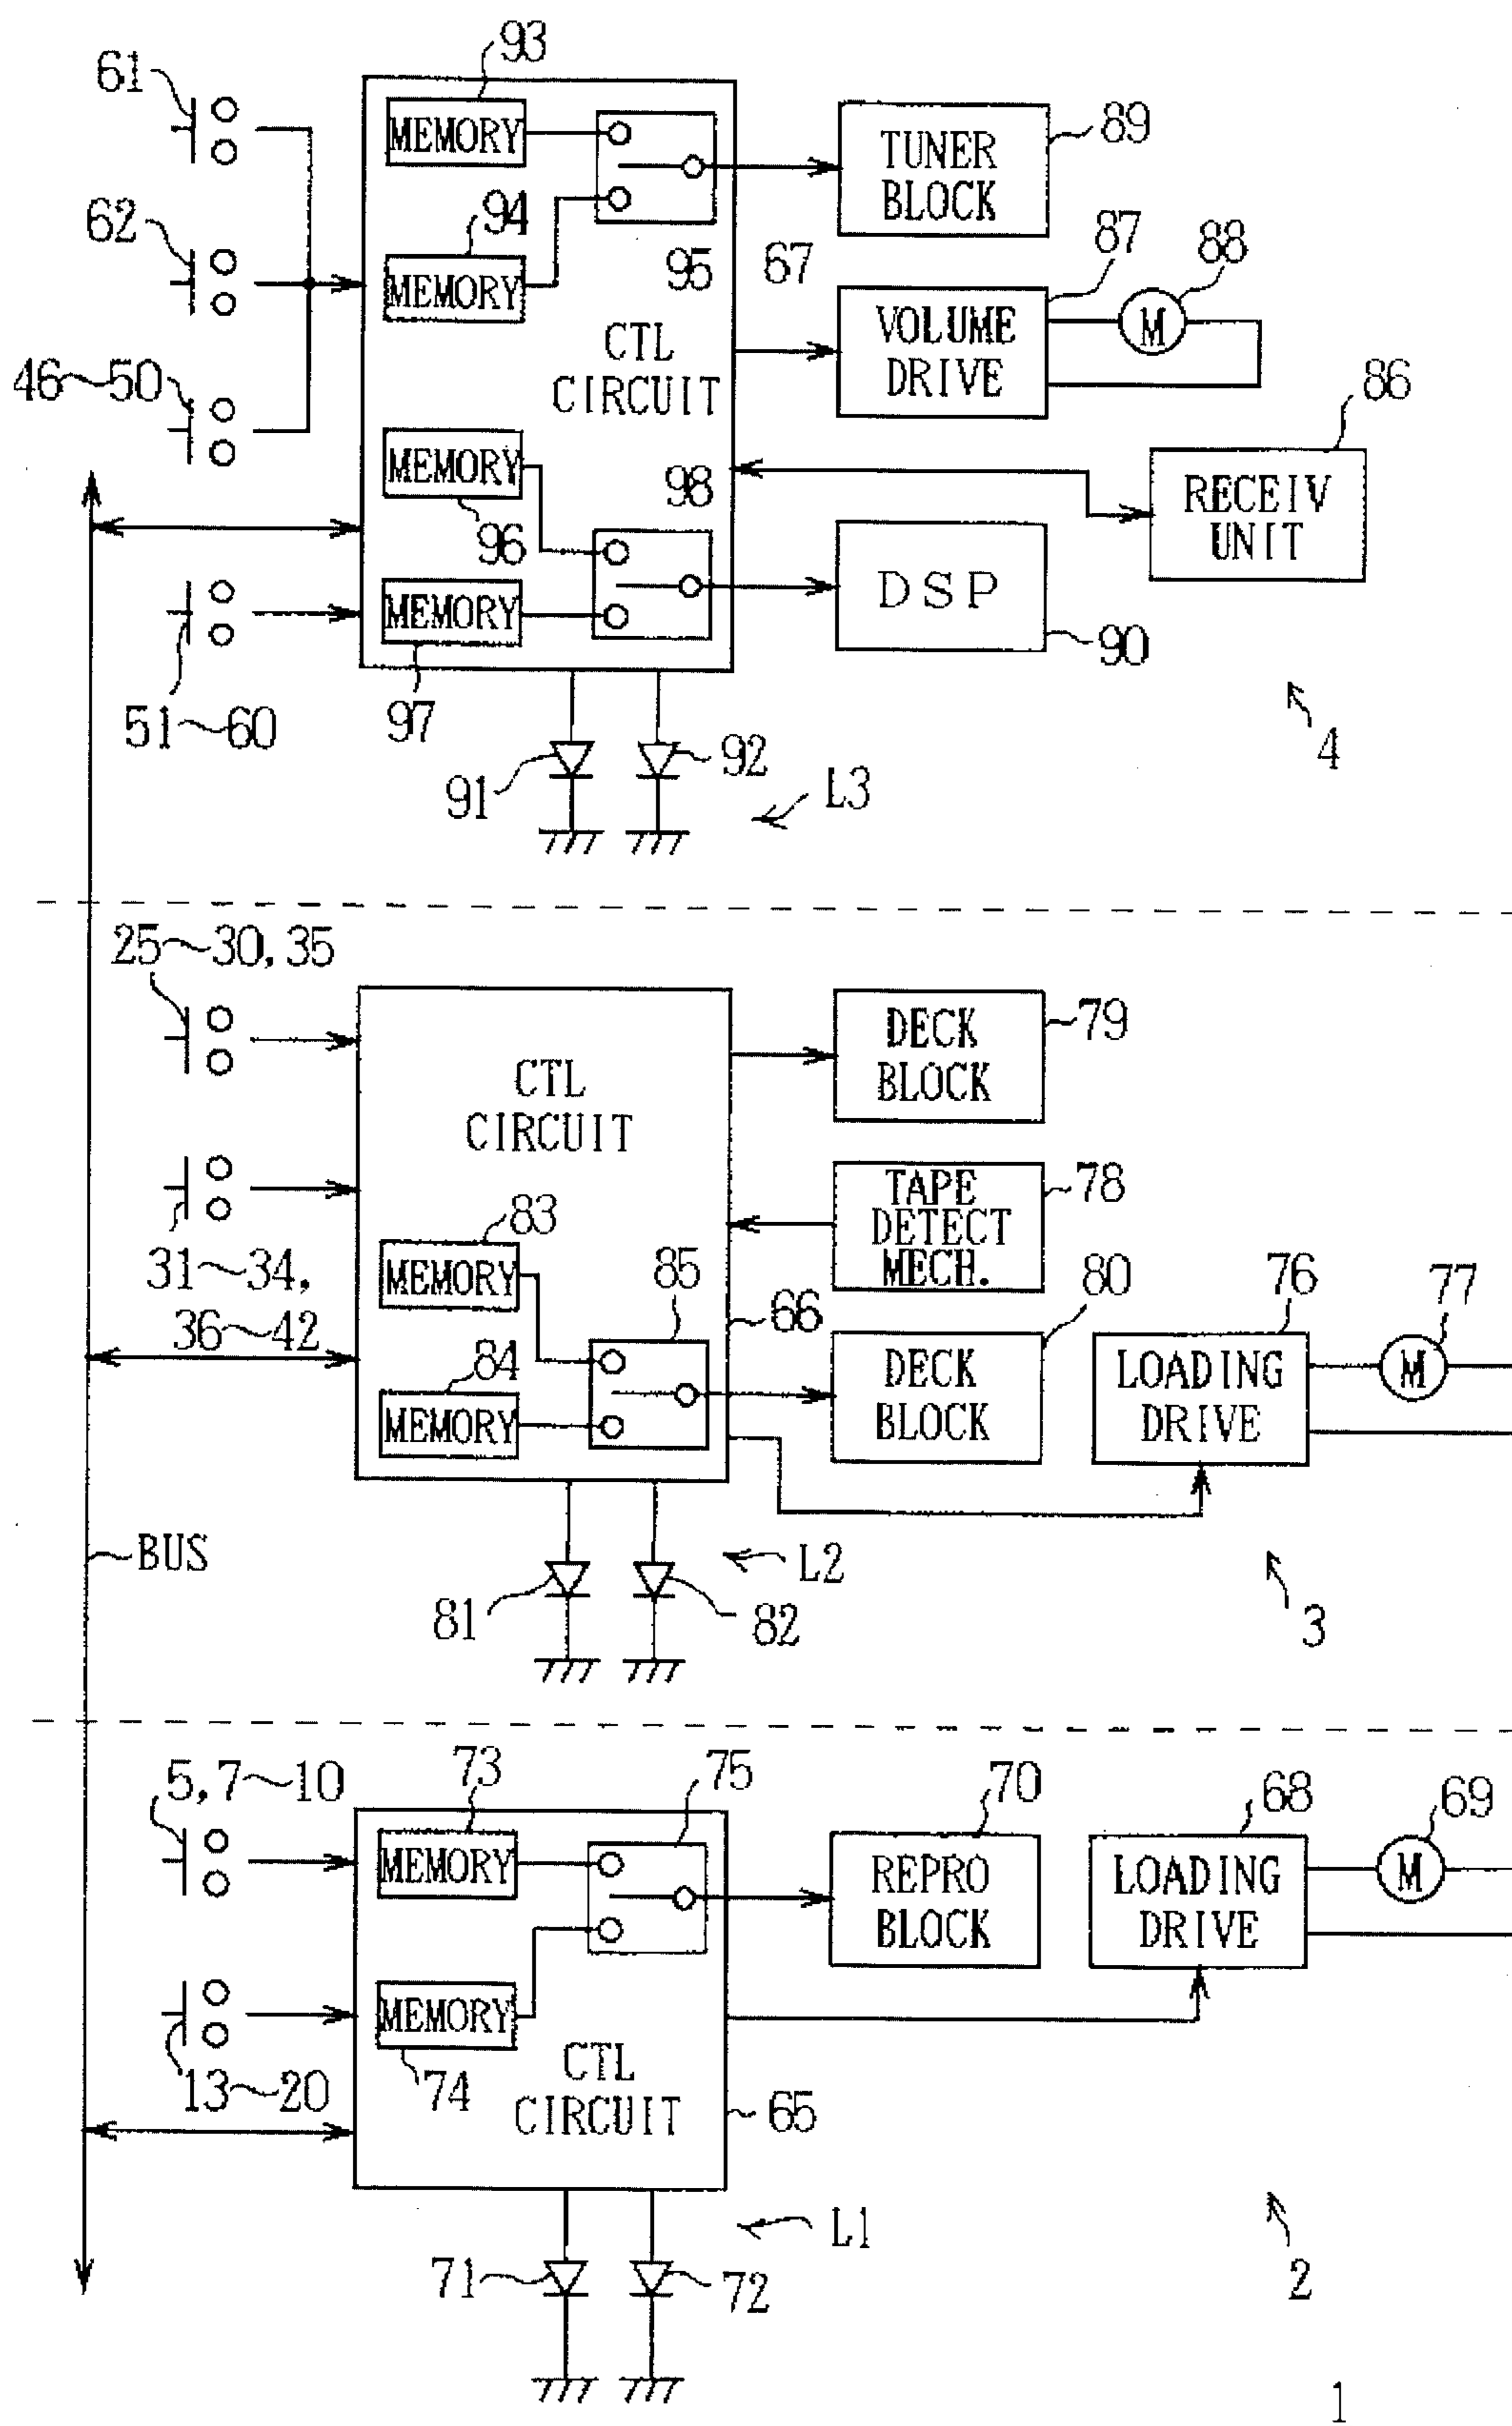 93
61
MEMORY
TUNER
BLOCK
89
62
94
MEMORY
95
67
87
88
VOLUME
DRIVE
M
CTL
CIRCUIT
46~50
86
MEMORY
98
RECEIV
UNIT
96
MEMORY
DSP
90
51~60
97
4
91
92
L3
25~30, 35
DECK
BLOCK
79
CTL
CIRCUIT
TAPE
DETECT
MECH.
78
83
31~34,
36~42
MEMORY
85
66
80
76
77
84
MEMORY
DECK
BLOCK
LOADING
DRIVE
M
BUS
L2
81
82
3
5, 7~10
73
75
70
68
69
MEMORY
REPRO
BLOCK
LOADING
DRIVE
M
MEMORY
13~20
74
CTL
CIRCUIT
65
L1
71
72
2
1